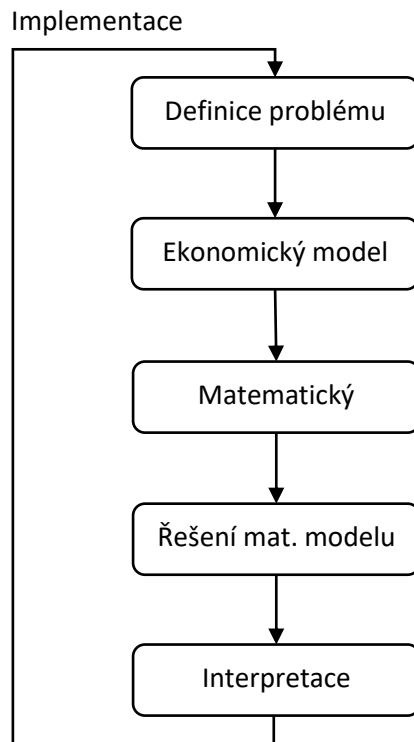 Implementace
Definice problému
Ekonomický model
Matematický
Řešení mat. modelu
Interpretace